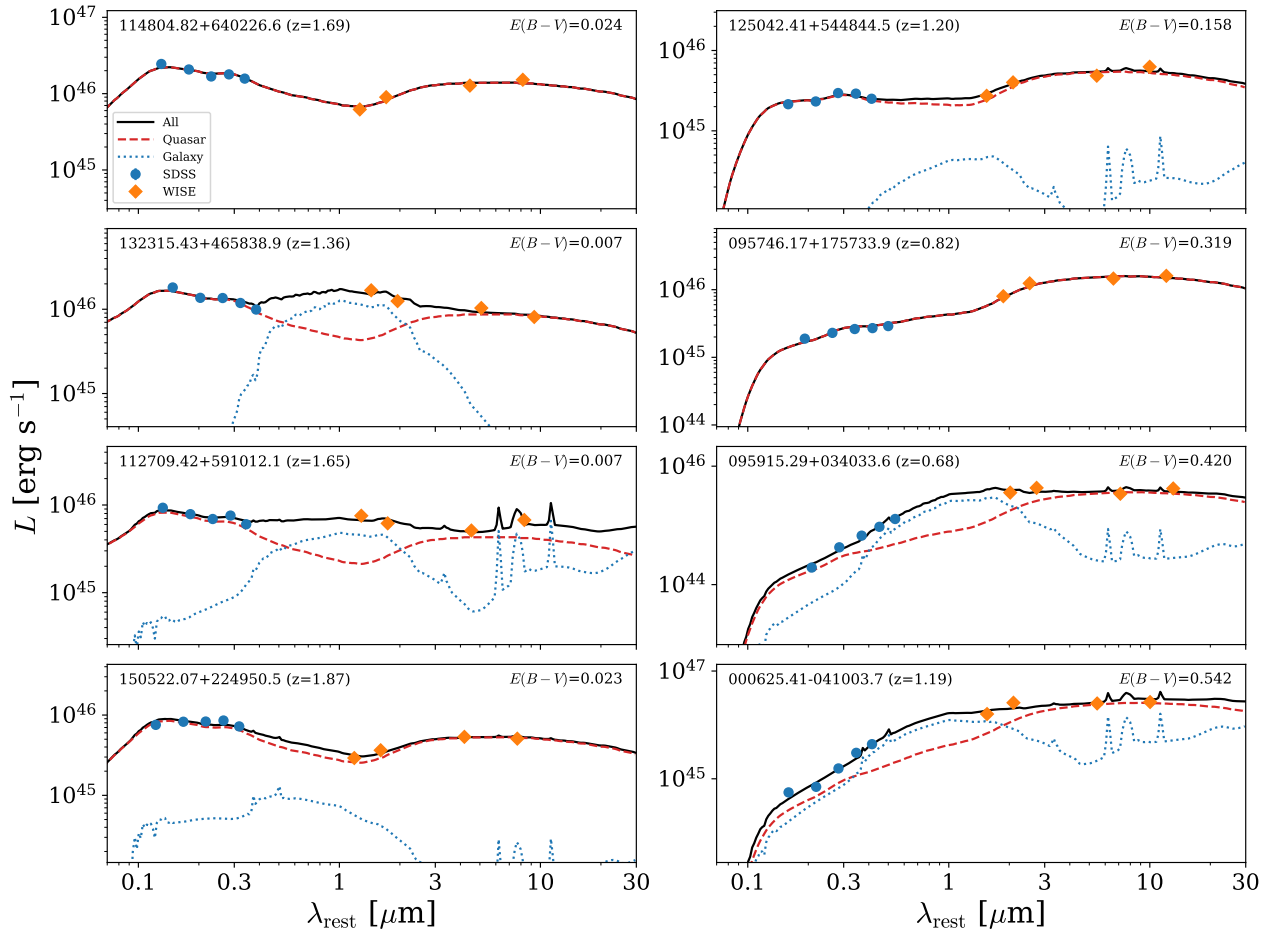 114804.82+640226.6 (z=1.69) E(B−V)=0.024
10^47
10^46
10^45
All
Quasar
Galaxy
SDSS
WISE
125042.41+544844.5 (z=1.20) E(B−V)=0.158
10^46
10^45
132315.43+465838.9 (z=1.36) E(B−V)=0.007
10^46
10^45
095746.17+175733.9 (z=0.82) E(B−V)=0.319
10^46
10^45
10^44
112709.42+591012.1 (z=1.65) E(B−V)=0.007
10^46
10^45
095915.29+034033.6 (z=0.68) E(B−V)=0.420
10^46
10^44
150522.07+224950.5 (z=1.87) E(B−V)=0.023
10^46
10^45
000625.41-041003.7 (z=1.19) E(B−V)=0.542
10^47
10^45
L [erg s⁻¹]
0.1 0.3 1 3 10 30
0.1 0.3 1 3 10 30
λrest [μm]
λrest [μm]